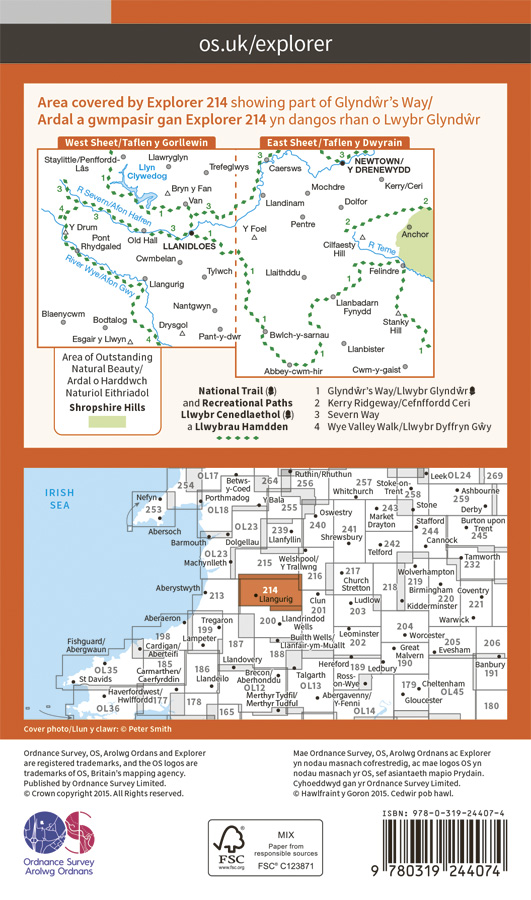 os.uk/explorer
Area covered by Explorer 214 showing part of Glyndŵr's Way/
Ardal a gwmpasir gan Explorer 214 yn dangos rhan o Lwybr Glyndŵr
West Sheet/Taflen y Gorllewin
East Sheet/Taflen y Dwyrain
Staylittle/Penffordd-
Lâs
Llawryglyn
Llyn
Clywedog
Trefeglwys
Bryn y Fan
Van
R Severn/Afon Hafren
Y Drum
Pont
Rhydgaled
Old Hall
LLANIDLOES
Cwmbelan
River Wye/Afon Gwy
Llangurig
Tylwch
Nantgwyn
Blaenycwm
Bodtalog
Drysgol
Esgair y Llwyn
Pant-y-dwr
3
3
4
3
1
1
4
3
3
NEWTOWN/
Y DRENEWYDD
Caersws
Kerry/Ceri
Mochdre
Llandinam
Dolfor
2
Pentre
2
Y Foel
Anchor
Cilfaesty
Hill
R Teme
Felindre
Llaithddu
1
1
Llanbadarn
Fynydd
Stanky
Hill
Bwlch-y-sarnau
Llanbister
1
1
Abbey-cwm-hir
Cwm-y-gaist
Area of Outstanding
Natural Beauty/
Ardal o Harddwch
Naturiol Eithriadol
Shropshire Hills
National Trail ( )
and Recreational Paths
Llwybr Cenedlaethol ( )
a Llwybrau Hamdden
1 Glyndŵr's Way/Llwybr Glyndŵr
2 Kerry Ridgeway/Cefnffordd Ceri
3 Severn Way
4 Wye Valley Walk/Llwybr Dyffryn Gŵy
IRISH
SEA
254
OL17
Betws-
y-Coed
264
Ruthin/Rhuthun
256
257
Whitchurch
Stoke-on-
Trent
258
Leek
OL24
269
Nefyn
253
Porthmadog
OL18
Y Bala
255
Oswestry
243
Market
Drayton
Stone
Ashbourne
259
Derby
Abersoch
OL23
239
Llanfyllin
240
241
Shrewsbury
Stafford
244
Cannock
Burton upon
Trent
245
Barmouth
Dolgellau
242
Telford
OL23
Machynlleth
215
Welshpool/
Y Trallwng
216
217
Church
Stretton
218
Wolverhampton
219
Tamworth
232
Aberystwyth
213
214
Llangurig
Clun
201
Ludlow
203
Birmingham
220
Kidderminster
Coventry
221
Aberaeron
Tregaron
199
Lampeter
200
Llandrindod
Wells
Leominster
202
204
Worcester
Warwick
Fishguard/
Abergwaun
198
Cardigan/
Aberteifi
185
187
188
Builth Wells/
Llanfair-ym-Muallt
Great
Malvern
190
205
Evesham
206
OL35
St Davids
Carmarthen/
Caerfyrddin
186
Llandeilo
Llandovery
Brecon/
Aberhonddu
OL12
Talgarth
OL13
Hereford
189
Ledbury
Ross-
on-Wye
Banbury
191
Haverfordwest/
Hwlffordd
177
OL36
178
165
Merthyr Tydfil/
Merthyr Tudful
Abergavenny/
Y-Fenni
OL14
179
Cheltenham
OL45
Gloucester
180
Cover photo/Llun y clawr: © Peter Smith
Ordnance Survey, OS, Arolwg Ordans and Explorer
are registered trademarks, and the OS logos are
trademarks of OS, Britain's mapping agency.
Published by Ordnance Survey Limited.
© Crown copyright 2015. All Rights reserved.
Mae Ordnance Cofrestru, OS, Arolwg Ordnans ac Explorer
yn nodau masnach cofrestredig, ac mae logos OS yn
nodau masnach yr OS, sef asiantaeth mapio Prydain.
Cyhoeddwyd gan yr Ordnance Survey Limited.
© Hawlfraint y Goron 2015. Cedwir pob hawl.
OS
Ordnance Survey
Arolwg Ordnans
FSC
www.fsc.org
MIX
Paper from
responsible sources
FSC® C123871
ISBN: 978-0-319-24407-4
9 780319 244074